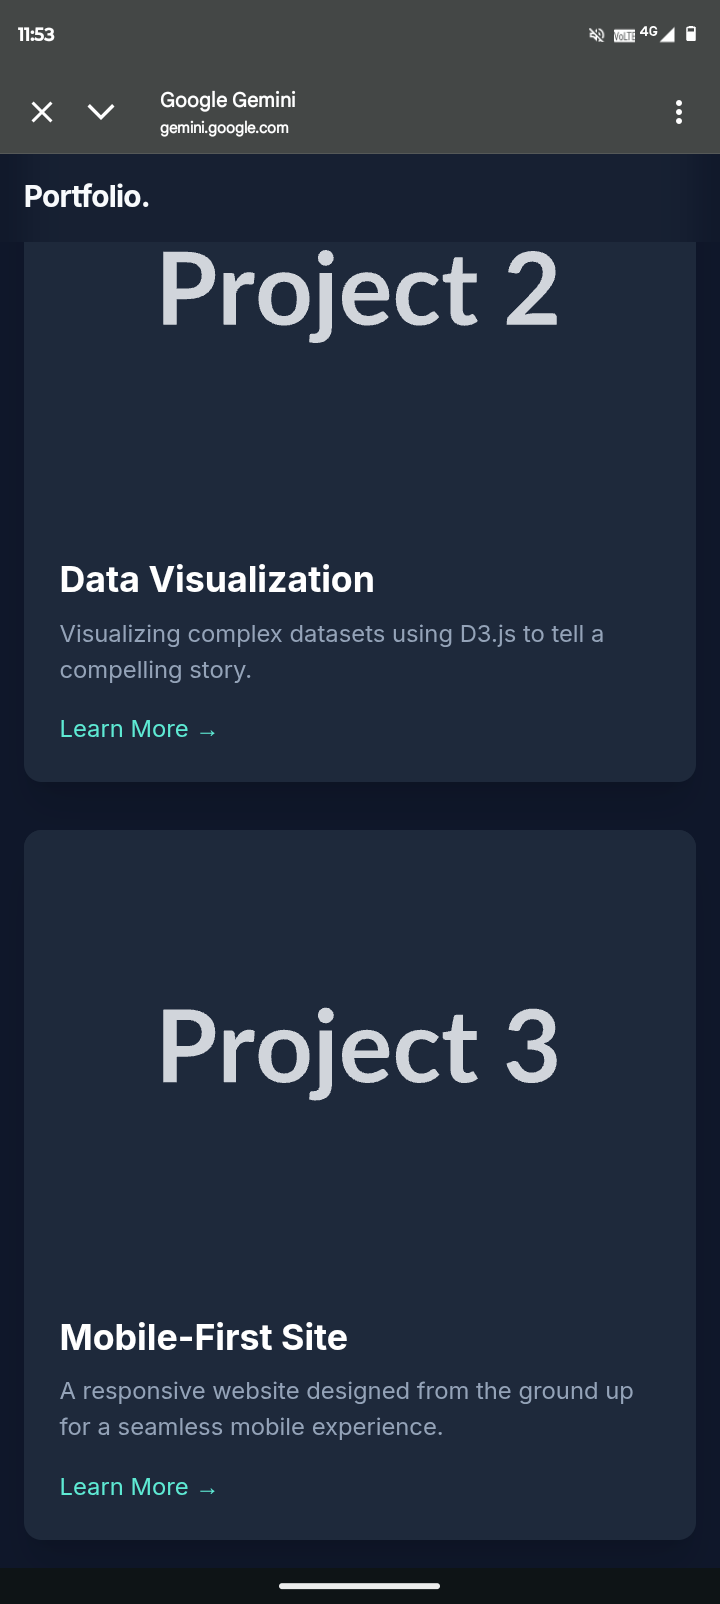 11:53
VoLTE 4G
Google Gemini
gemini.google.com
Portfolio.
Project 2
Data Visualization
Visualizing complex datasets using D3.js to tell a
compelling story.
Learn More →
Project 3
Mobile-First Site
A responsive website designed from the ground up
for a seamless mobile experience.
Learn More →